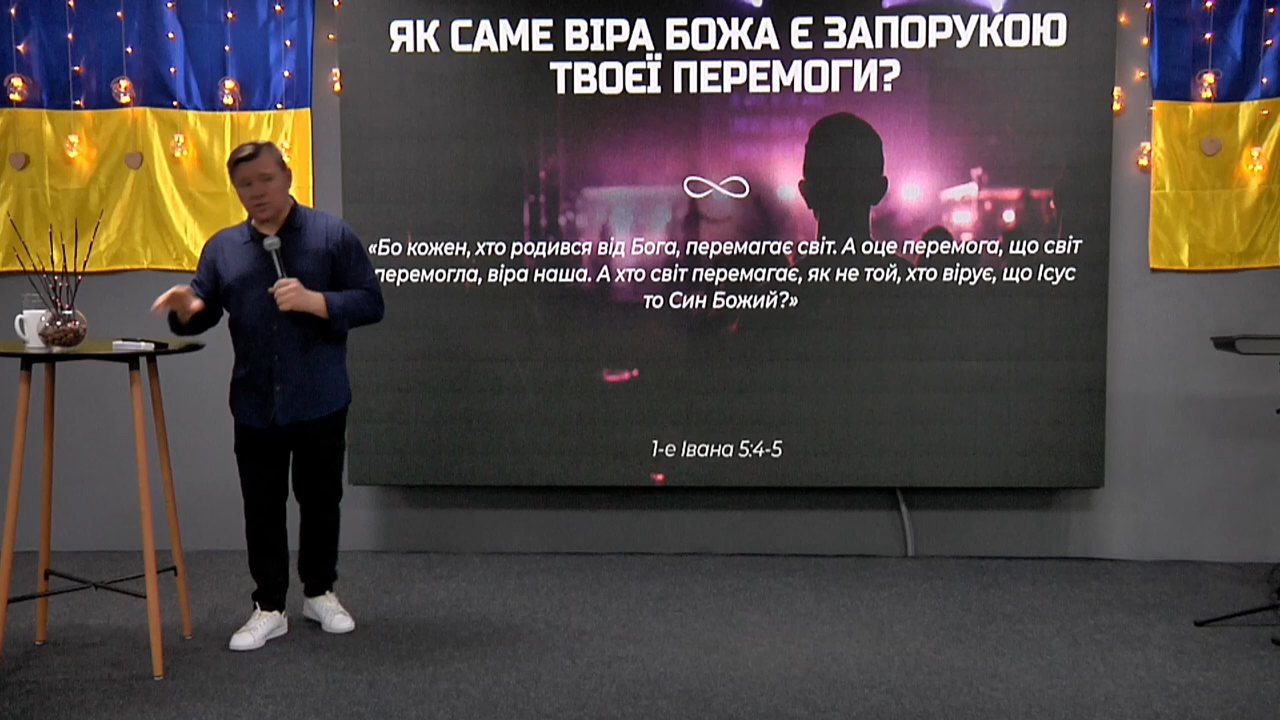 ЯК САМЕ ВІРА БОЖА Є ЗАПОРУКОЮ
ТВОЄЇ ПЕРЕМОГИ?
«Бо кожен, хто родився від Бога, перемагає світ. А оце перемога, що світ
перемогла, віра наша. А хто світ перемагає, як не той, хто вірує, що Ісус
то Син Божий?»
1-е Івана 5:4-5